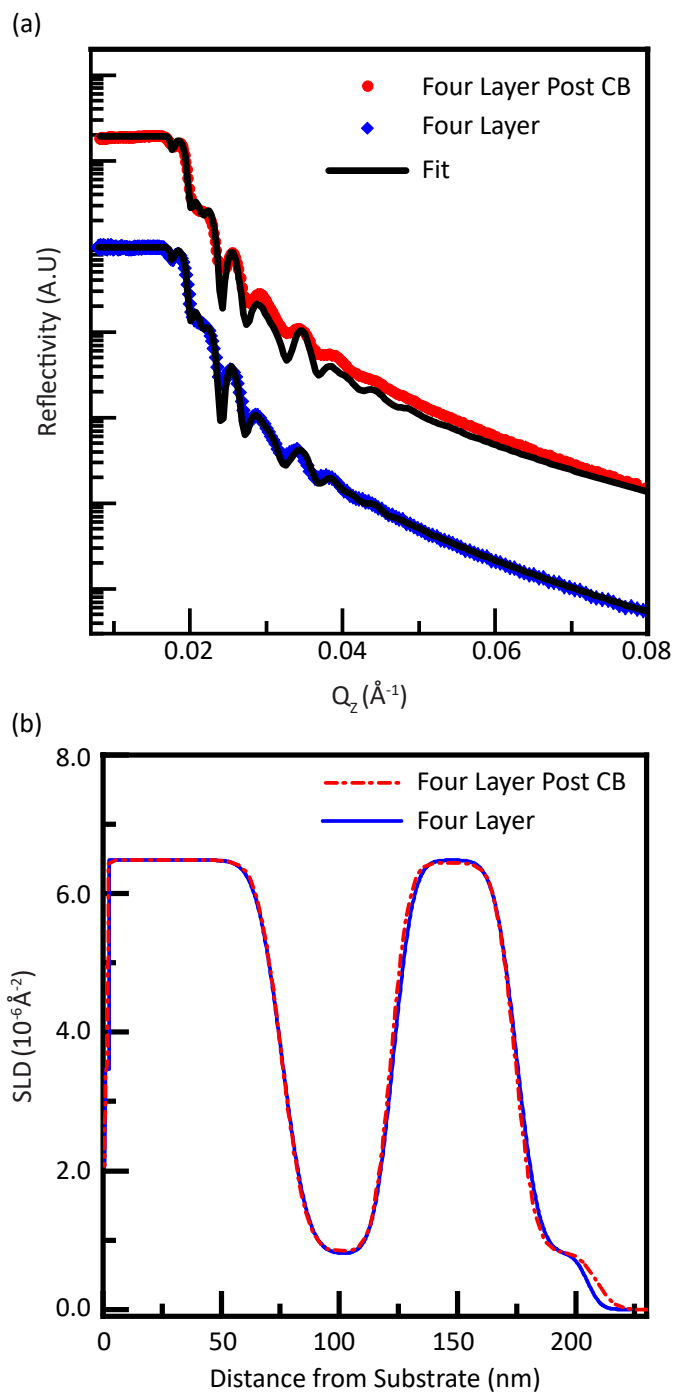 (a)
Four Layer Post CB
Four Layer
Fit
Reflectivity (A.U)
0.02 0.04 0.06 0.08
Q_Z (Å⁻¹)
(b)
8.0
Four Layer Post CB
Four Layer
6.0
SLD (10⁻⁶Å⁻²)
4.0
2.0
0.0
0 50 100 150 200
Distance from Substrate (nm)